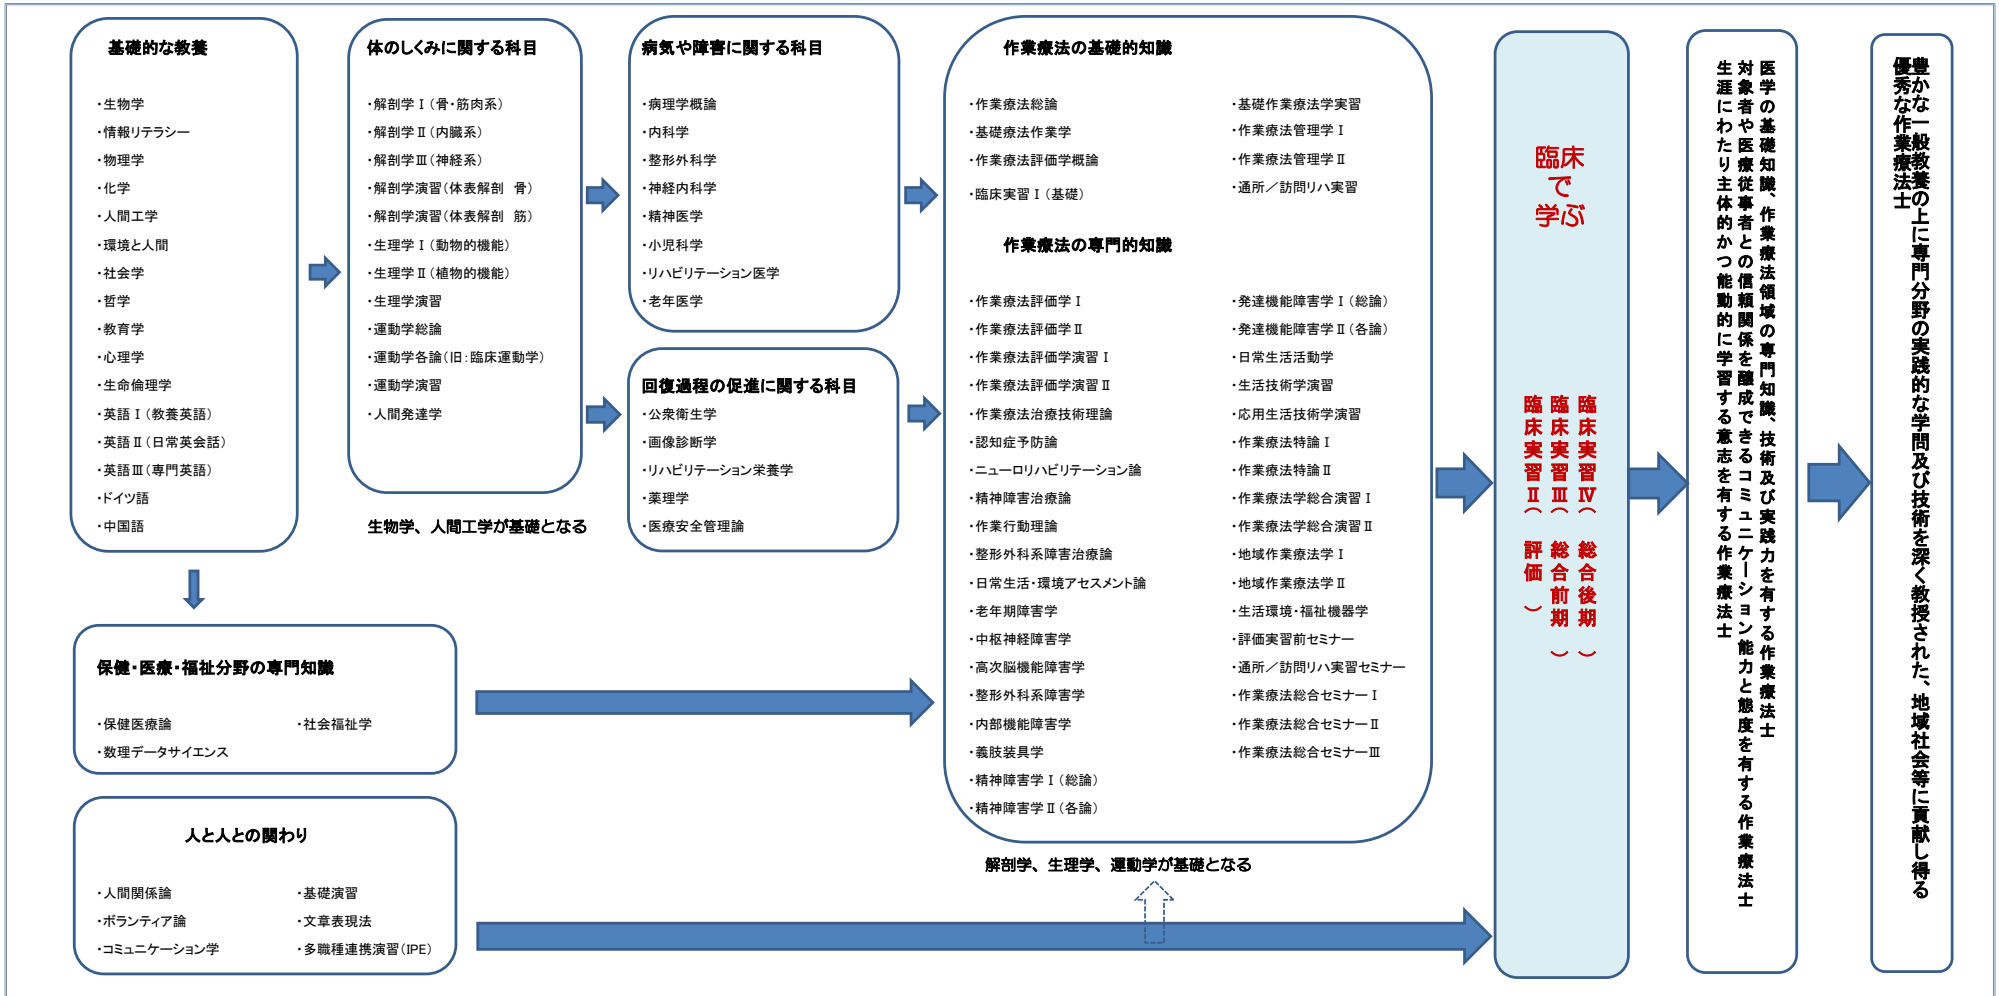 基礎的な教養
・生物学
・情報リテラシー
・物理学
・化学
・人間工学
・環境と人間
・社会学
・哲学
・教育学
・心理学
・生命倫理学
・英語Ⅰ(教養英語)
・英語Ⅱ(日常英会話)
・英語Ⅲ(専門英語)
・ドイツ語
・中国語
体のしくみに関する科目
・解剖学Ⅰ(骨・筋肉系)
・解剖学Ⅱ(内臓系)
・解剖学Ⅲ(神経系)
・解剖学演習(体表解剖 骨)
・解剖学演習(体表解剖 筋)
・生理学Ⅰ(動物的機能)
・生理学Ⅱ(植物的機能)
・生理学演習
・運動学総論
・運動学各論(旧:臨床運動学)
・運動学演習
・人間発達学
生物学、人間工学が基礎となる
病気や障害に関する科目
・病理学概論
・内科学
・整形外科学
・神経内科学
・精神医学
・小児科学
・リハビリテーション医学
・老年医学
回復過程の促進に関する科目
・公衆衛生学
・画像診断学
・リハビリテーション栄養学
・薬理学
・医療安全管理論
保健・医療・福祉分野の専門知識
・保健医療論
・社会福祉学
・数理データサイエンス
人と人との関わり
・人間関係論
・基礎演習
・ボランティア論
・文章表現法
・コミュニケーション学
・多職種連携演習(IPE)
作業療法の基礎的知識
・作業療法総論
・基礎療法作業学
・作業療法評価学概論
・臨床実習Ⅰ(基礎)
・基礎作業療法学実習
・作業療法管理学Ⅰ
・作業療法管理学Ⅱ
・通所／訪問リハ実習
作業療法の専門的知識
・作業療法評価学Ⅰ
・作業療法評価学Ⅱ
・作業療法評価学演習Ⅰ
・作業療法評価学演習Ⅱ
・作業療法治療技術理論
・認知症予防論
・ニューロリハビリテーション論
・精神障害治療論
・作業行動理論
・整形外科系障害治療論
・日常生活・環境アセスメント論
・老年期障害学
・中枢神経障害学
・高次脳機能障害学
・整形外科系障害学
・内部機能障害学
・義肢装具学
・精神障害学Ⅰ(総論)
・精神障害学Ⅱ(各論)
・発達機能障害学Ⅰ(総論)
・発達機能障害学Ⅱ(各論)
・日常生活活動学
・生活技術学演習
・応用生活技術学演習
・作業療法特論Ⅰ
・作業療法特論Ⅱ
・作業療法学総合演習Ⅰ
・作業療法学総合演習Ⅱ
・地域作業療法学Ⅰ
・地域作業療法学Ⅱ
・生活環境・福祉機器学
・評価実習前セミナー
・通所／訪問リハ実習セミナー
・作業療法総合セミナーⅠ
・作業療法総合セミナーⅡ
・作業療法総合セミナーⅢ
解剖学、生理学、運動学が基礎となる
臨床
で
学ぶ
臨床実習Ⅳ(総合後期)
臨床実習Ⅲ(総合前期)
臨床実習Ⅱ(評価)
医学の基礎知識、作業療法領域の専門知識、技術及び実践力を有する作業療法士
対象者や医療従事者との信頼関係を醸成できるコミュニケーション能力と態度を有する作業療法士
生涯にわたり主体的かつ能動的に学習する意志を有する作業療法士
豊かな一般教養の上に専門分野の実践的な学問及び技術を深く教授された、地域社会等に貢献し得る
優秀な作業療法士